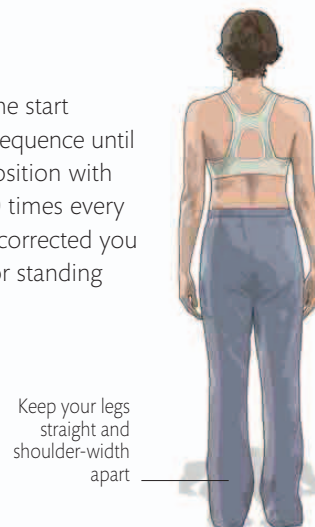 ne start
equence until
osition with
) times every
corrected you
or standing
Keep your legs
straight and
shoulder-width
apart